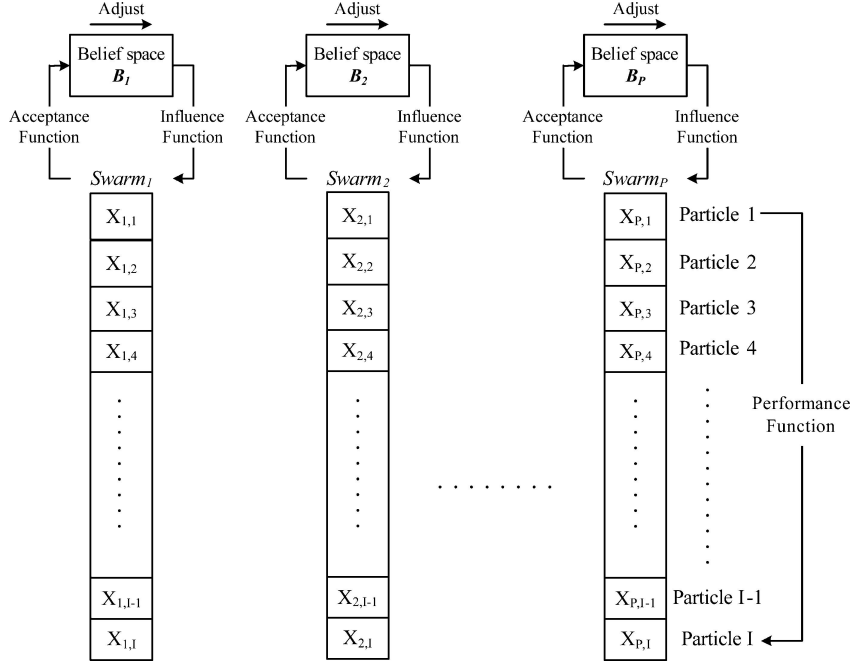 Adjust
Adjust
Adjust
Belief space
B1
Belief space
B2
Belief space
BP
Acceptance
Function
Influence
Function
Acceptance
Function
Influence
Function
Acceptance
Function
Influence
Function
Swarm1
Swarm2
SwarmP
X1,1
X2,1
XP,1
Particle 1
X1,2
X2,2
XP,2
Particle 2
X1,3
X2,3
XP,3
Particle 3
X1,4
X2,4
XP,4
Particle 4
Performance
Function
X1,I-1
X2,I-1
XP,I-1
Particle I-1
X1,I
X2,I
XP,I
Particle I